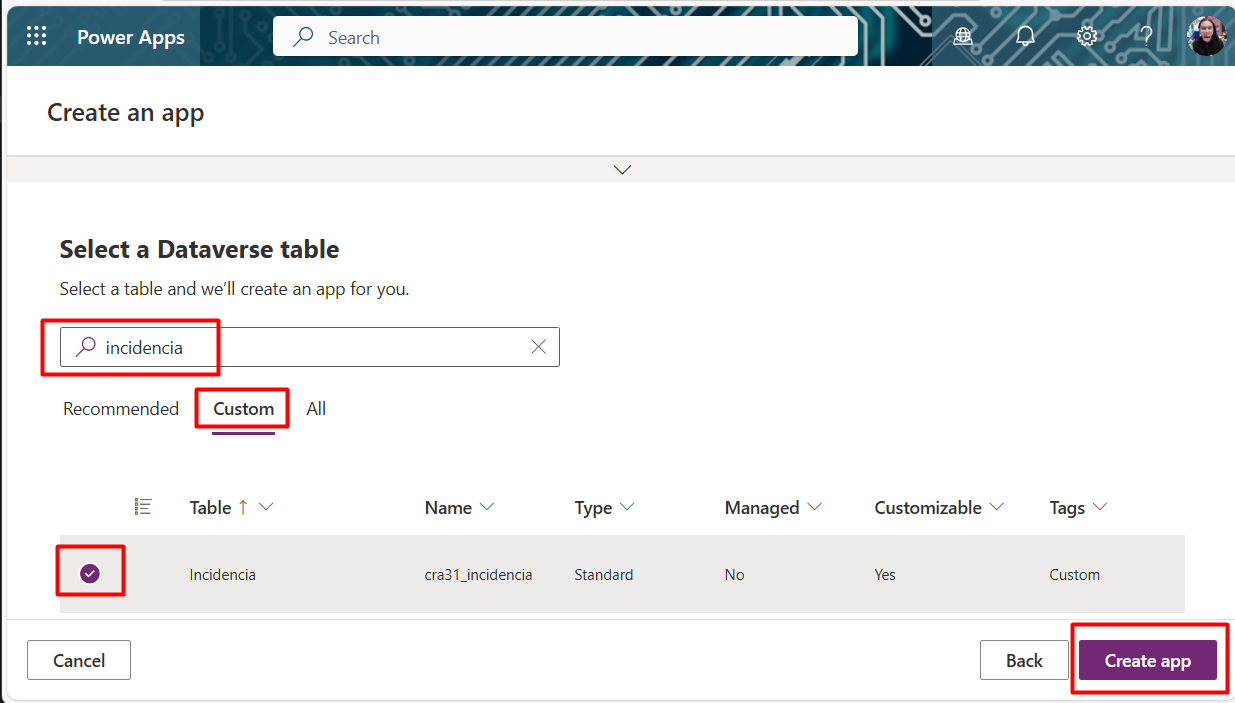 Power Apps
Search
Create an app
Select a Dataverse table
Select a table and we'll create an app for you.
incidencia
Recommended Custom All
Table Name Type Managed Customizable Tags
Incidencia cra31_incidencia Standard No Yes Custom
Cancel Back Create app